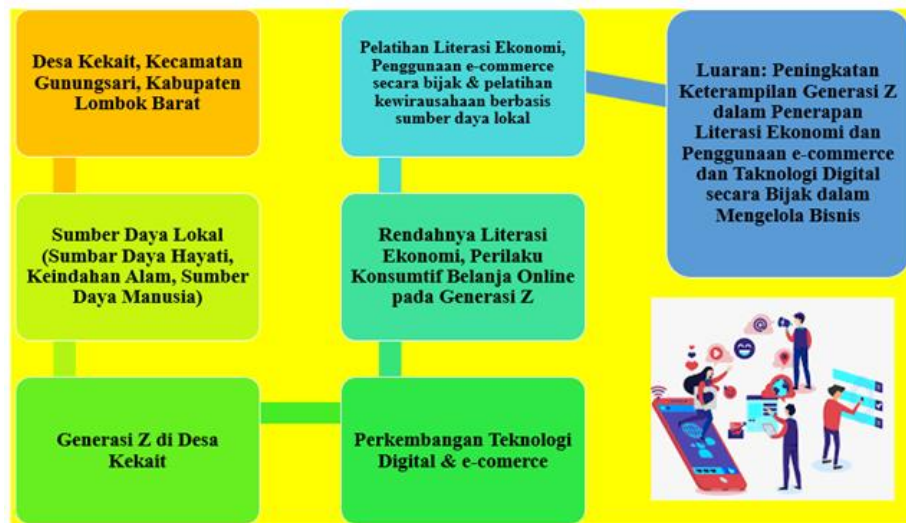 Desa Kekait, Kecamatan
Gunungsari, Kabupaten
Lombok Barat
Sumber Daya Lokal
(Sumbar Daya Hayati,
Keindahan Alam, Sumber
Daya Manusia)
Generasi Z di Desa
Kekait
Perkembangan Teknologi
Digital & e-comerce
Rendahnya Literasi
Ekonomi, Perilaku
Konsumtif Belanja Online
pada Generasi Z
Pelatihan Literasi Ekonomi,
Penggunaan e-commerce
secara bijak & pelatihan
kewirausahaan berbasis
sumber daya lokal
Luaran: Peningkatan
Keterampilan Generasi Z
dalam Penerapan
Literasi Ekonomi dan
Penggunaan e-commerce
dan Taknologi Digital
secara Bijak dalam
Mengelola Bisnis